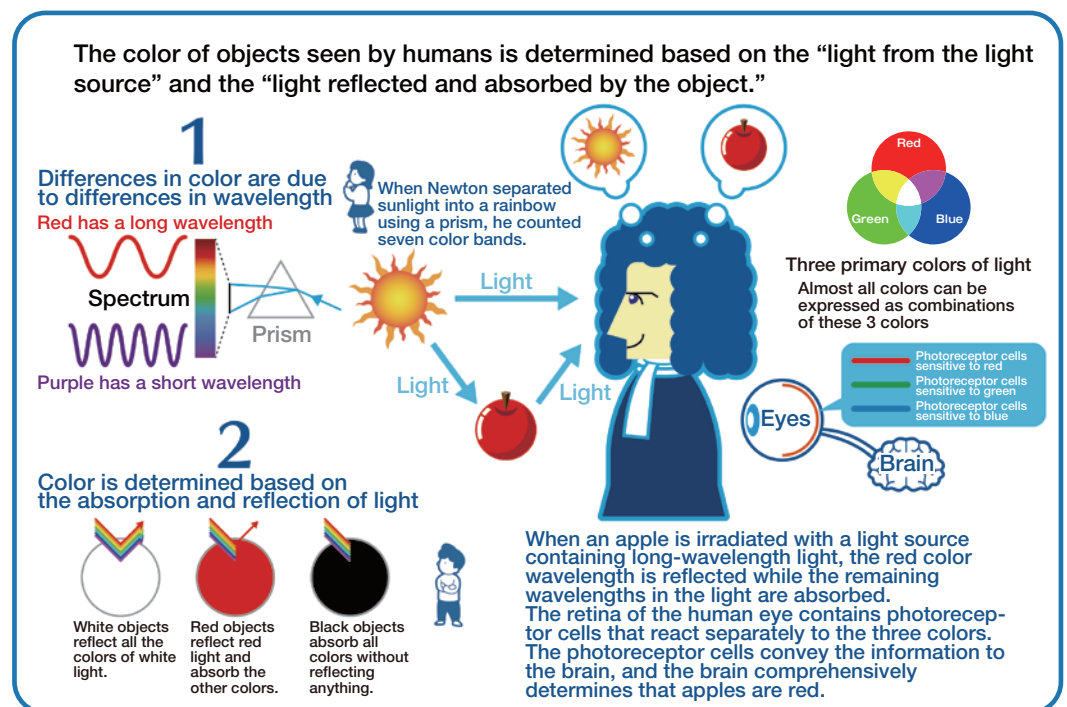 The color of objects seen by humans is determined based on the “light from the light
source” and the “light reflected and absorbed by the object.”
1
Differences in color are due
to differences in wavelength
Red has a long wavelength
Spectrum
Prism
Purple has a short wavelength
When Newton separated
sunlight into a rainbow
using a prism, he counted
seven color bands.
Light
Light
Light
Red
Green
Blue
Three primary colors of light
Almost all colors can be
expressed as combinations
of these 3 colors
Photoreceptor cells
sensitive to red
Photoreceptor cells
sensitive to green
Photoreceptor cells
sensitive to blue
Eyes
Brain
2
Color is determined based on
the absorption and reflection of light
White objects
reflect all the
colors of white
light.
Red objects
reflect red
light and
absorb the
other colors.
Black objects
absorb all
colors without
reflecting
anything.
When an apple is irradiated with a light source
containing long-wavelength light, the red color
wavelength is reflected while the remaining
wavelengths in the light are absorbed.
The retina of the human eye contains photorecep-
tor cells that react separately to the three colors.
The photoreceptor cells convey the information to
the brain, and the brain comprehensively
determines that apples are red.